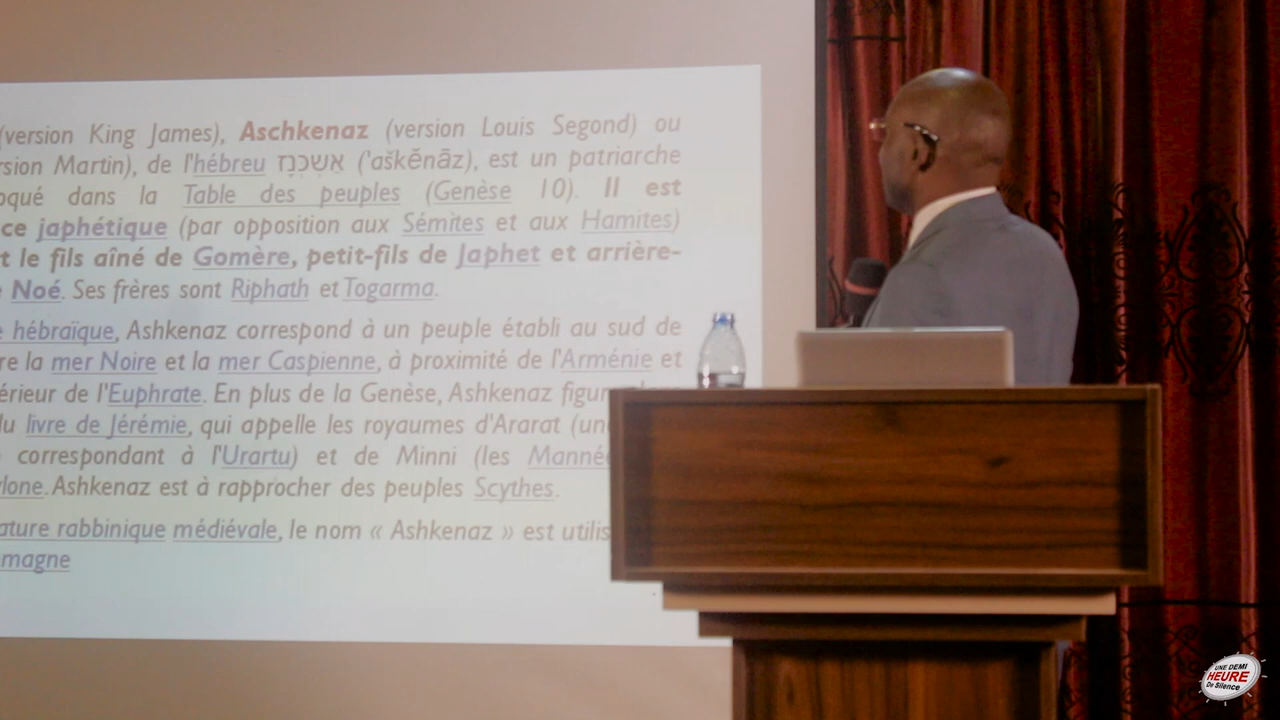 (version King James), Aschkenaz (version Louis Segond) ou
rsion Martin), de l'hébreu אַשְׁכְּנָז ('aškĕnāz), est un patriarche
oqué dans la Table des peuples (Genèse 10). Il est
ce japhétique (par opposition aux Sémites et aux Hamites)
t le fils aîné de Gomère, petit-fils de Japhet et arrière-
Noé. Ses frères sont Riphath et Togarma.
e hébraïque, Ashkenaz correspond à un peuple établi au sud de
re la mer Noire et la mer Caspienne, à proximité de l'Arménie et
érieur de l'Euphrate. En plus de la Genèse, Ashkenaz figur
lu livre de Jérémie, qui appelle les royaumes d'Ararat (un
correspondant à l'Urartu) et de Minni (les Manné
ylone. Ashkenaz est à rapprocher des peuples Scythes.
ature rabbinique médiévale, le nom « Ashkenaz » est utilis
magne
UNE DEMI
HEURE
De Silence